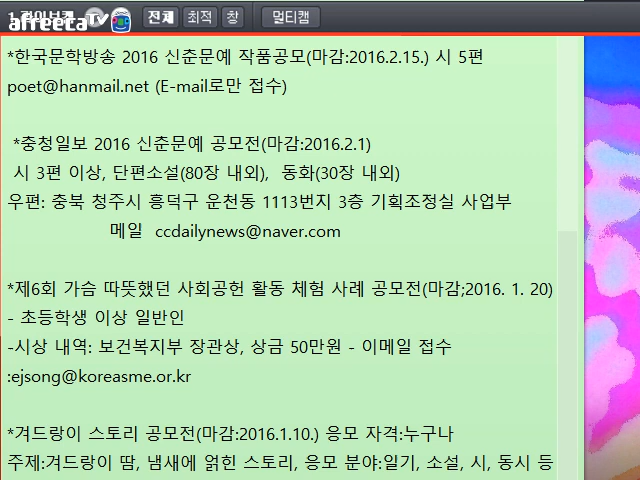 afreecaTV
전체 최적 창 멀티캠
*한국문학방송 2016 신춘문예 작품공모(마감:2016.2.15.) 시 5편
poet@hanmail.net (E-mail로만 접수)
*충청일보 2016 신춘문예 공모전(마감:2016.2.1)
시 3편 이상, 단편소설(80장 내외), 동화(30장 내외)
우편: 충북 청주시 흥덕구 운천동 1113번지 3층 기획조정실 사업부
메일 ccdailynews@naver.com
*제6회 가슴 따뜻했던 사회공헌 활동 체험 사례 공모전(마감;2016. 1. 20)
- 초등학생 이상 일반인
-시상 내역: 보건복지부 장관상, 상금 50만원 - 이메일 접수
:ejsong@koreasme.or.kr
*겨드랑이 스토리 공모전(마감:2016.1.10.) 응모 자격:누구나
주제:겨드랑이 땀, 냄새에 얽힌 스토리, 응모 분야:일기, 소설, 시, 동시 등